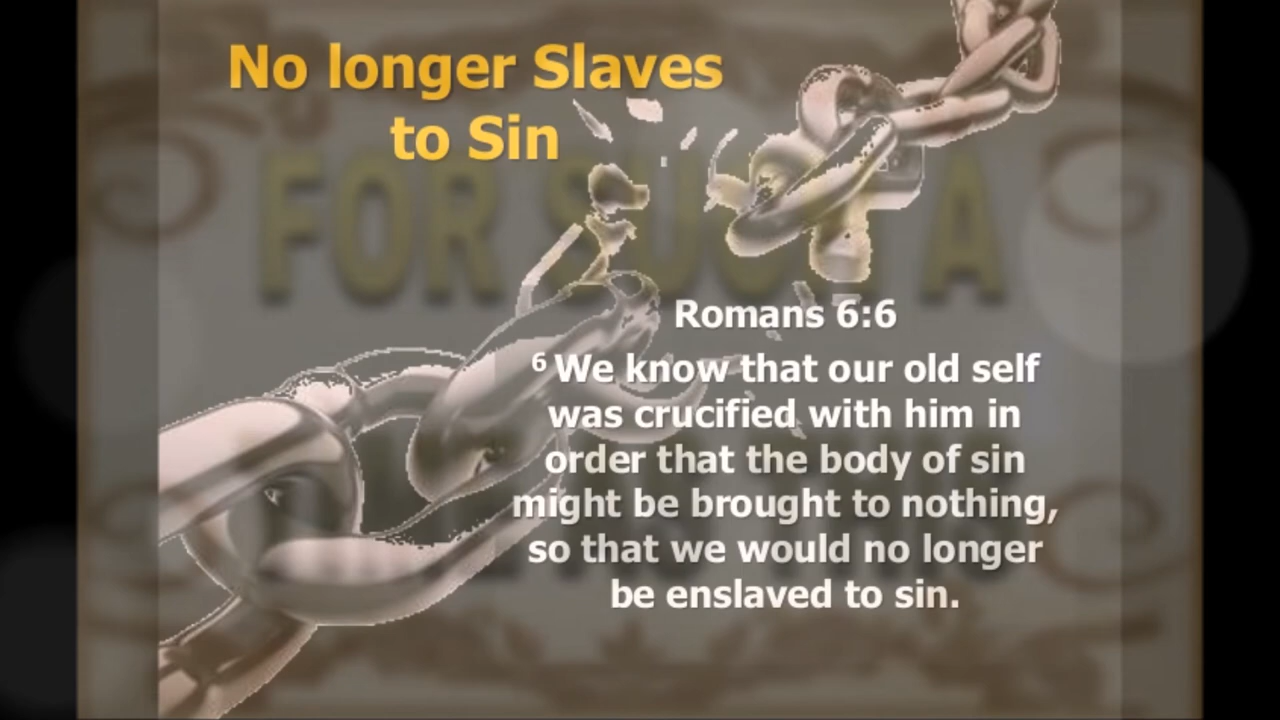 No longer Slaves
to Sin
FOR SUCH A
Romans 6:6
6 We know that our old self
was crucified with him in
order that the body of sin
might be brought to nothing,
so that we would no longer
be enslaved to sin.